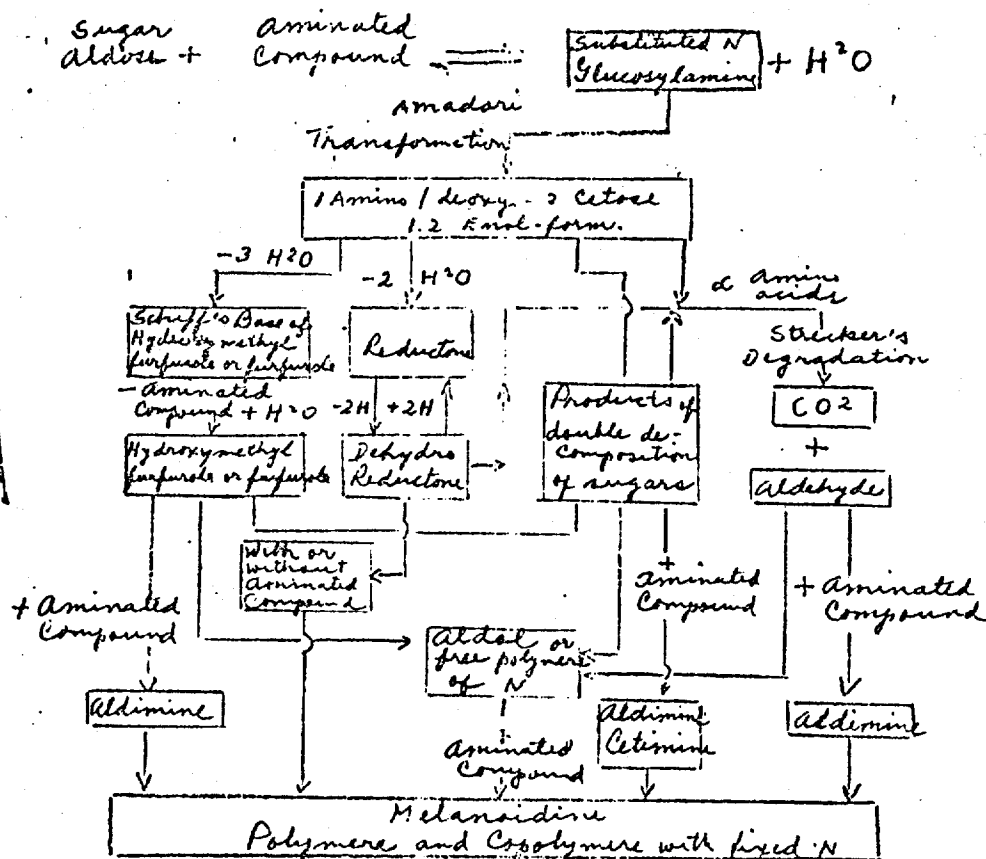 Sugar Aminated Substituted N
Aldose + Compound Glucosylamine + H²O
Amadori
Transformation
1 Amino 1 deoxy - 2 Cetose
1.2 Enol-form.
-3 H²O
-2 H²O
α Amino
acids
Schiff's Base of
Hydroxymethyl
furfurole or furfurole
Reductone
Strecker's
Degradation
- Aminated
Compound + H²O
-2H +2H
Products of
double de-
composition
of sugars
CO2
+
Aldehyde
Hydroxymethyl
furfurole or furfurole
Dehydro
Reductone
With or
without
Aminated
Compound
+ Aminated
Compound
+
Aminated
Compound
+ Aminated
Compound
Aldol or
free polymere
of N
Aldimine
Aminated
Compound
Aldimine
Cetimine
Aldimine
Melanoidine
Polymere and Copolymere with fixed N